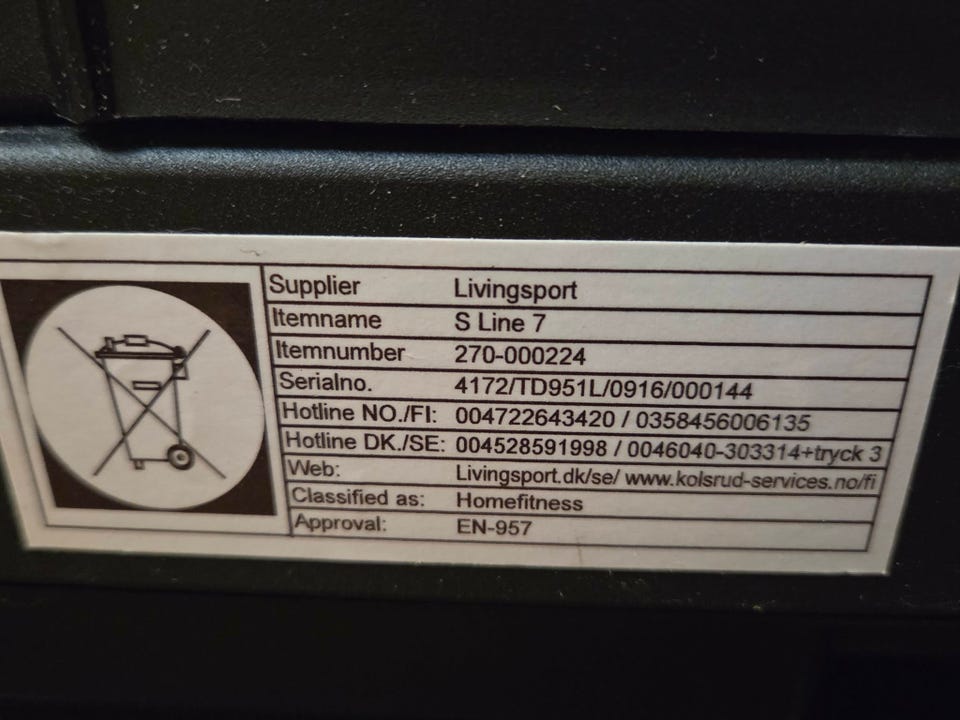 Supplier Livingsport
Itemname S Line 7
Itemnumber 270-000224
Serialno. 4172/TD951L/0916/000144
Hotline NO./FI: 004722643420 / 0358456006135
Hotline DK./SE: 004528591998 / 0046040-303314+tryck 3
Web: Livingsport.dk/se/ www.kolsrud-services.no/fi
Classified as: Homefitness
Approval: EN-957